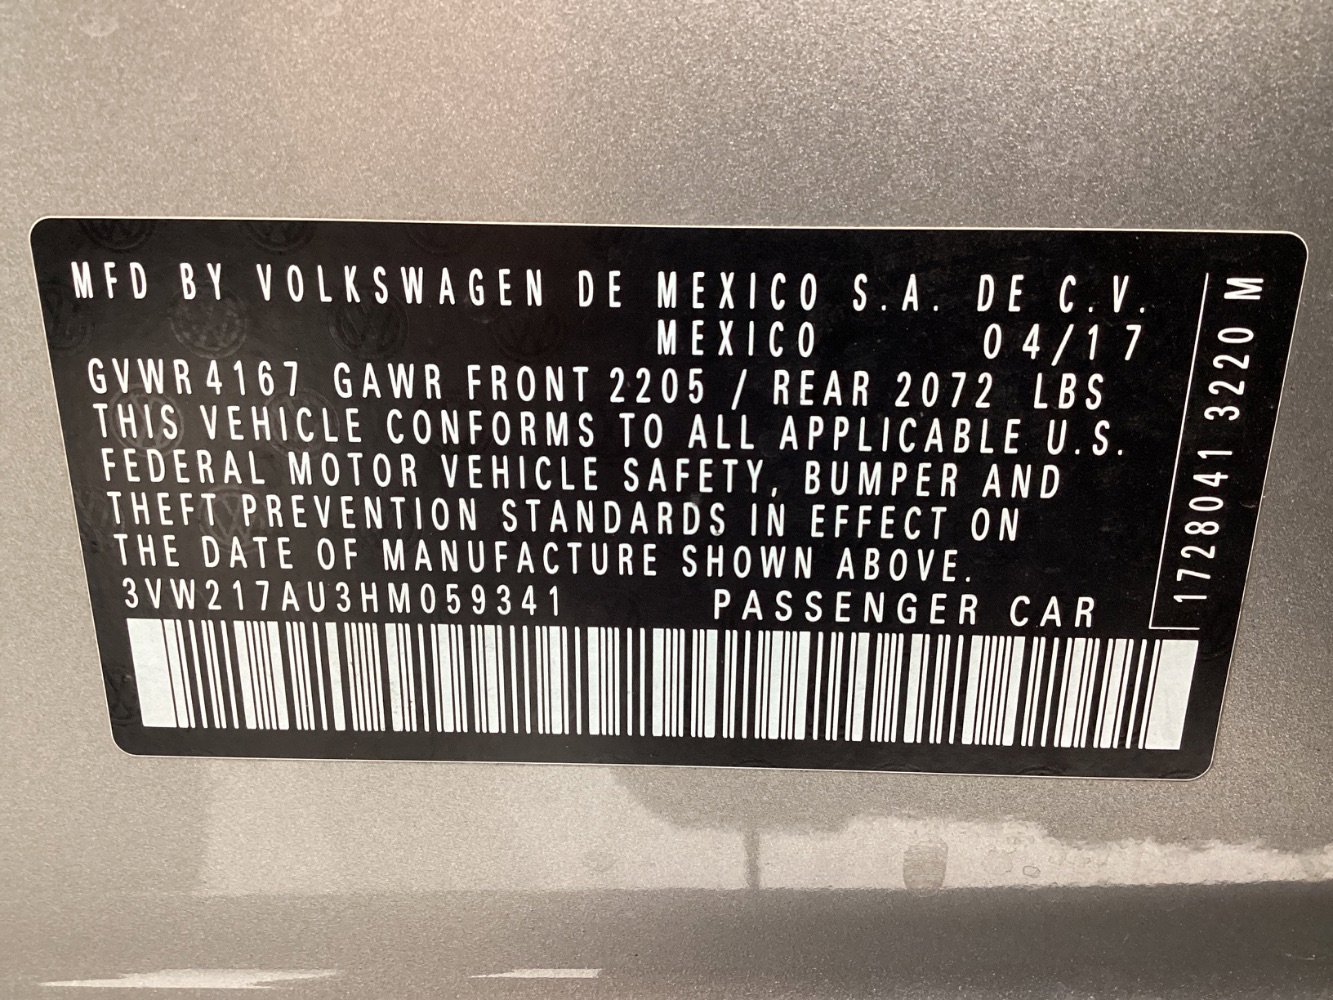 MFD BY VOLKSWAGEN DE MEXICO S.A. DE C.V.
MEXICO 04/17
GVWR 4167 GAWR FRONT 2205 / REAR 2072 LBS
THIS VEHICLE CONFORMS TO ALL APPLICABLE U.S.
FEDERAL MOTOR VEHICLE SAFETY, BUMPER AND
THEFT PREVENTION STANDARDS IN EFFECT ON
THE DATE OF MANUFACTURE SHOWN ABOVE.
3VW217AU3HM059341 PASSENGER CAR
1728041 3220 M